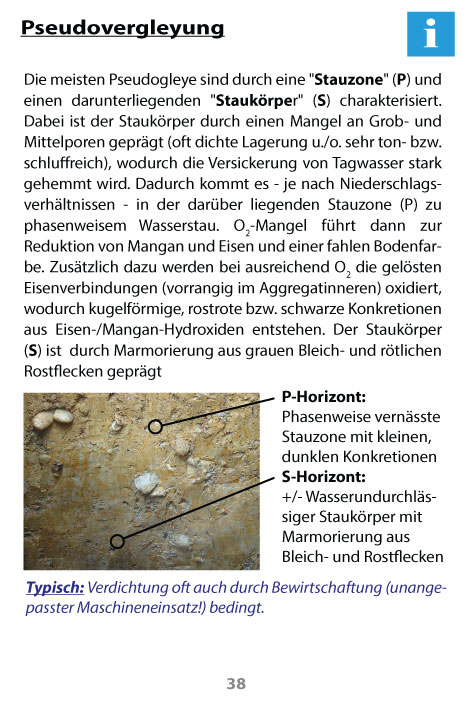 Pseudovergleyung
i
Die meisten Pseudogleye sind durch eine "Stauzone" (P) und
einen darunterliegenden "Staukörper" (S) charakterisiert.
Dabei ist der Staukörper durch einen Mangel an Grob- und
Mittelporen geprägt (oft dichte Lagerung u./o. sehr ton- bzw.
schluffreich), wodurch die Versickerung von Tagwasser stark
gehemmt wird. Dadurch kommt es - je nach Niederschlags-
verhältnissen - in der darüber liegenden Stauzone (P) zu
phasenweisem Wasserstau. O₂-Mangel führt dann zur
Reduktion von Mangan und Eisen und einer fahlen Bodenfar-
be. Zusätzlich dazu werden bei ausreichend O₂ die gelösten
Eisenverbindungen (vorrangig im Aggregatinneren) oxidiert,
wodurch kugelförmige, rostrote bzw. schwarze Konkretionen
aus Eisen-/Mangan-Hydroxiden entstehen. Der Staukörper
(S) ist durch Marmorierung aus grauen Bleich- und rötlichen
Rostflecken geprägt
P-Horizont:
Phasenweise vernässte
Stauzone mit kleinen,
dunklen Konkretionen
S-Horizont:
+/- Wasserundurchläs-
siger Staukörper mit
Marmorierung aus
Bleich- und Rostflecken
Typisch: Verdichtung oft auch durch Bewirtschaftung (unange-
passter Maschineneinsatz!) bedingt.
38